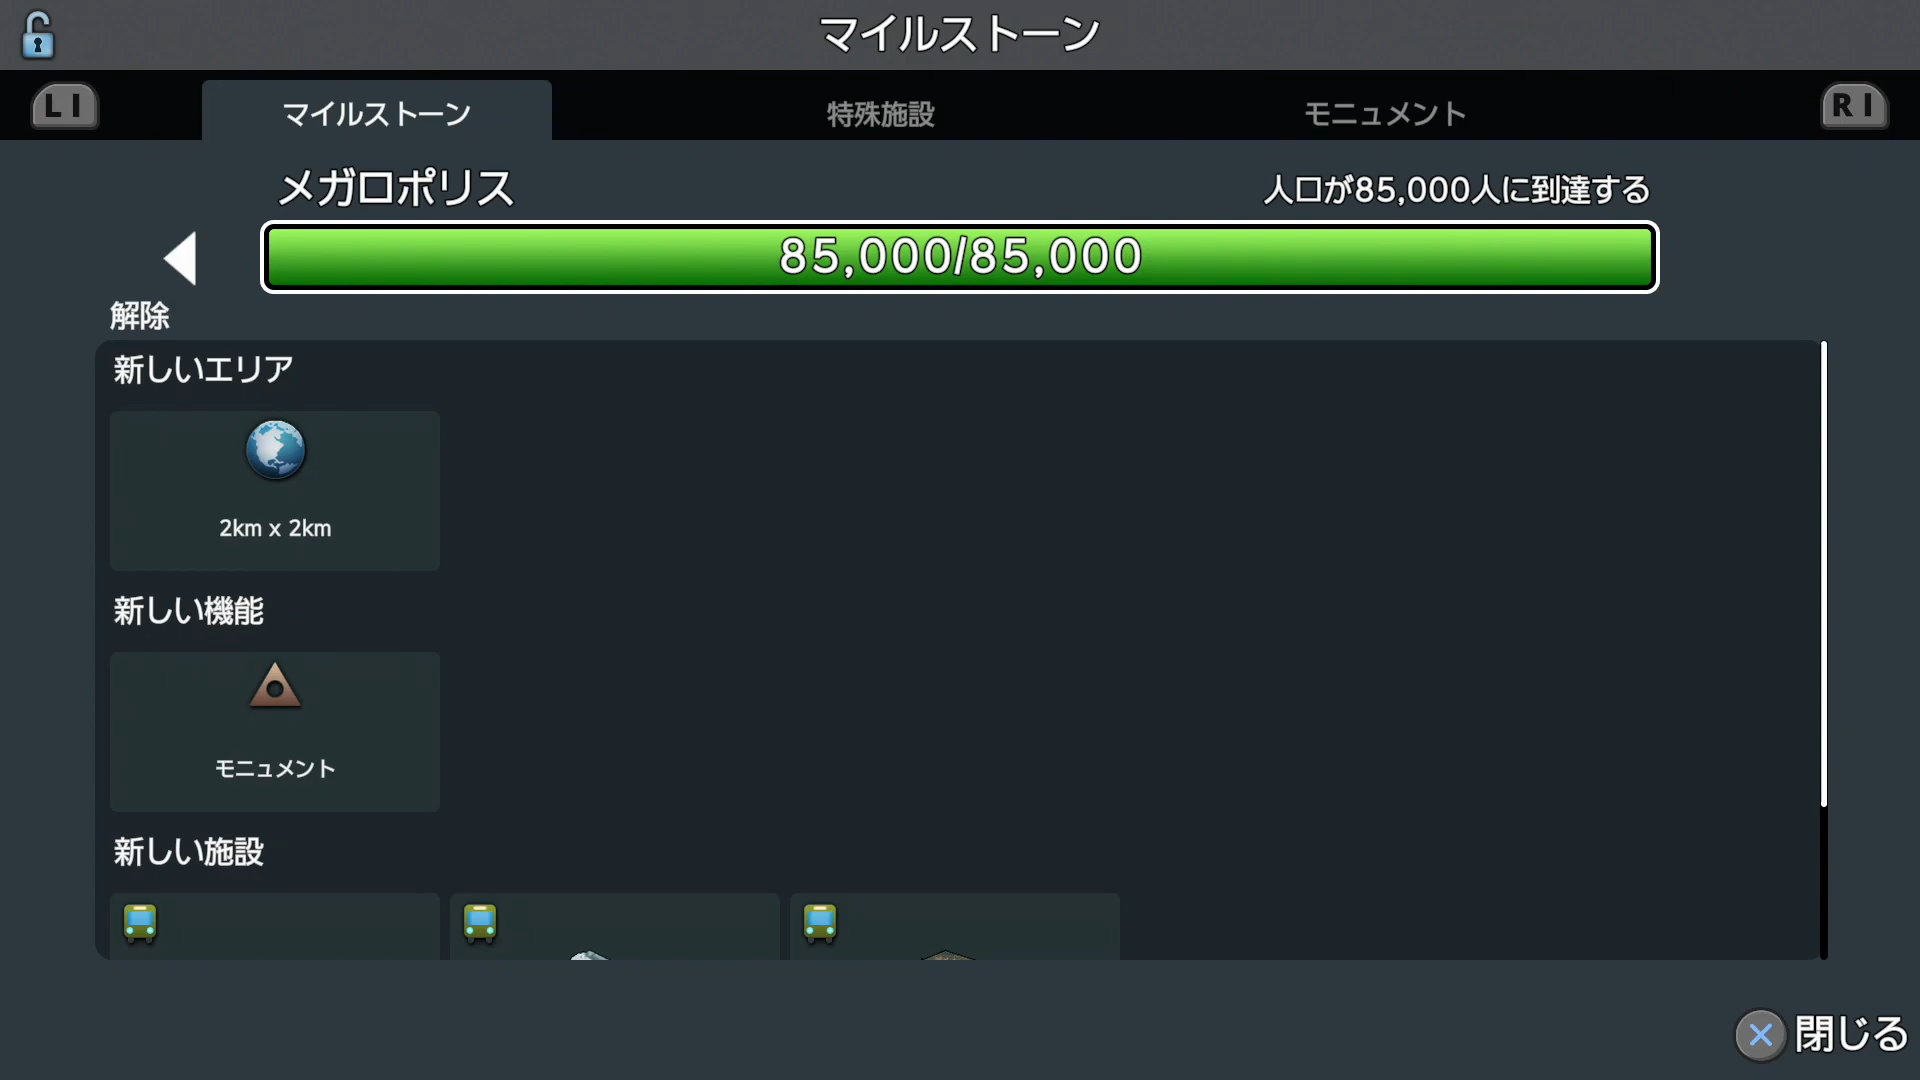 マイルストーン
L1
マイルストーン
特殊施設
モニュメント
R1
メガロポリス
人口が85,000人に到達する
85,000/85,000
解除
新しいエリア
2km x 2km
新しい機能
モニュメント
新しい施設
閉じる